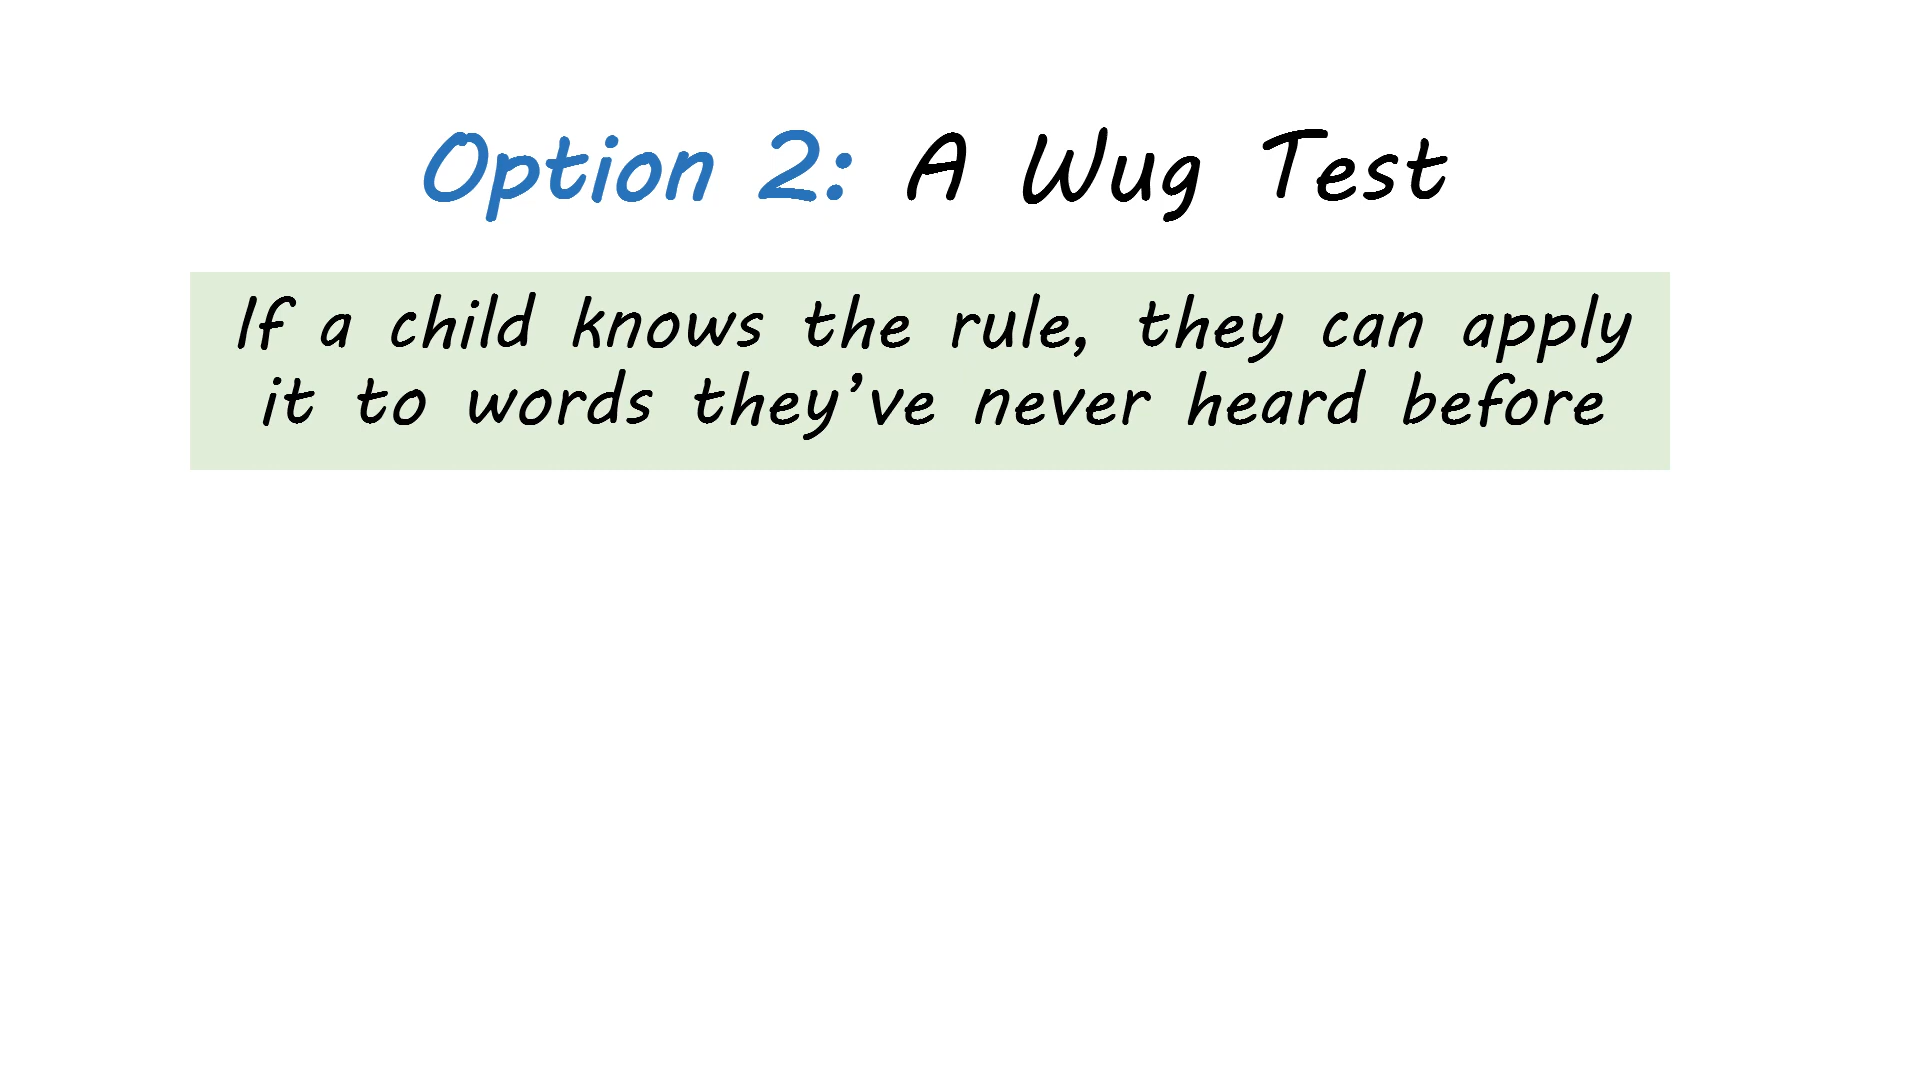 Option 2: A Wug Test
If a child knows the rule, they can apply
it to words they’ve never heard before